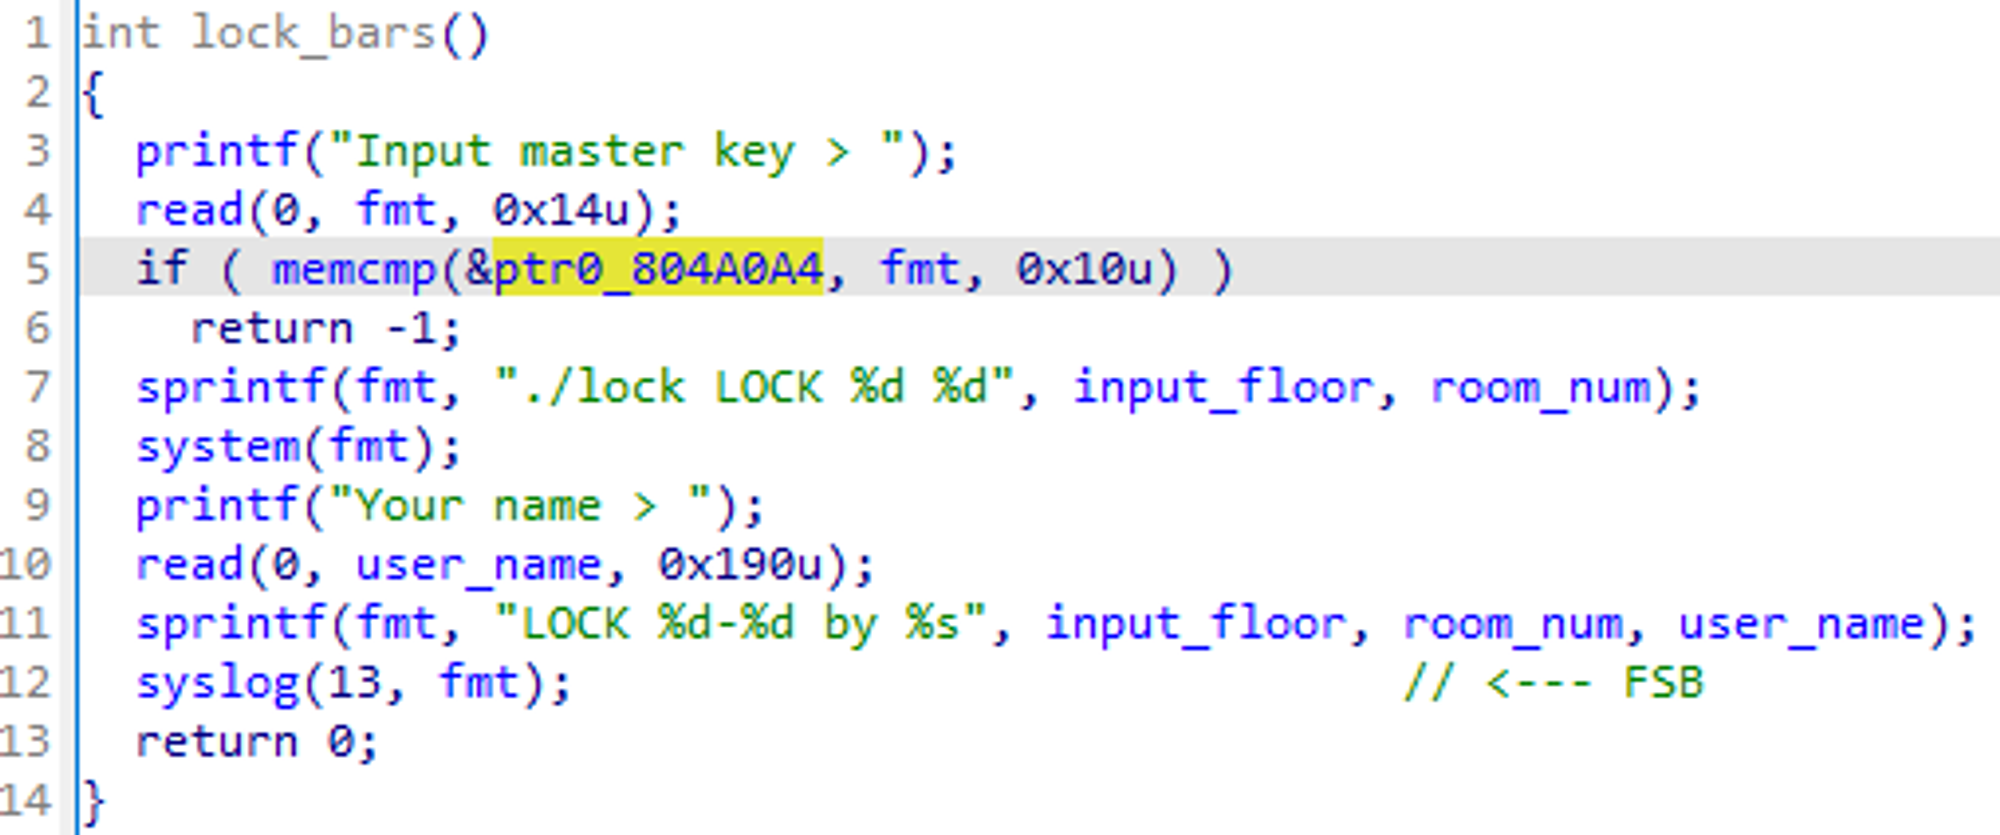 1 int lock_bars()
2 {
3   printf("Input master key > ");
4   read(0, fmt, 0x14u);
5   if ( memcmp(&ptr0_804A0A4, fmt, 0x10u) )
6     return -1;
7   sprintf(fmt, "./lock LOCK %d %d", input_floor, room_num);
8   system(fmt);
9   printf("Your name > ");
10   read(0, user_name, 0x190u);
11   sprintf(fmt, "LOCK %d-%d by %s", input_floor, room_num, user_name);
12   syslog(13, fmt);                              // <--- FSB
13   return 0;
14 }